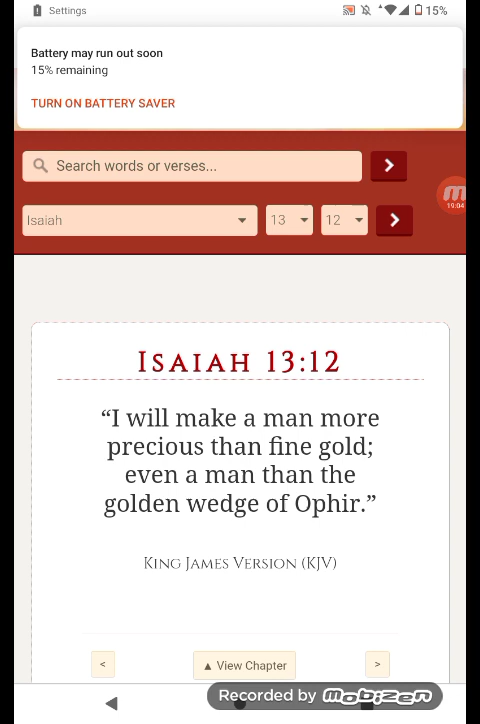 Settings
15%
Battery may run out soon
15% remaining
TURN ON BATTERY SAVER
Search words or verses...
19:04
Isaiah 13 12
Isaiah 13:12
“I will make a man more
precious than fine gold;
even a man than the
golden wedge of Ophir.”
King James Version (KJV)
< ▲ View Chapter >
Recorded by mobizen